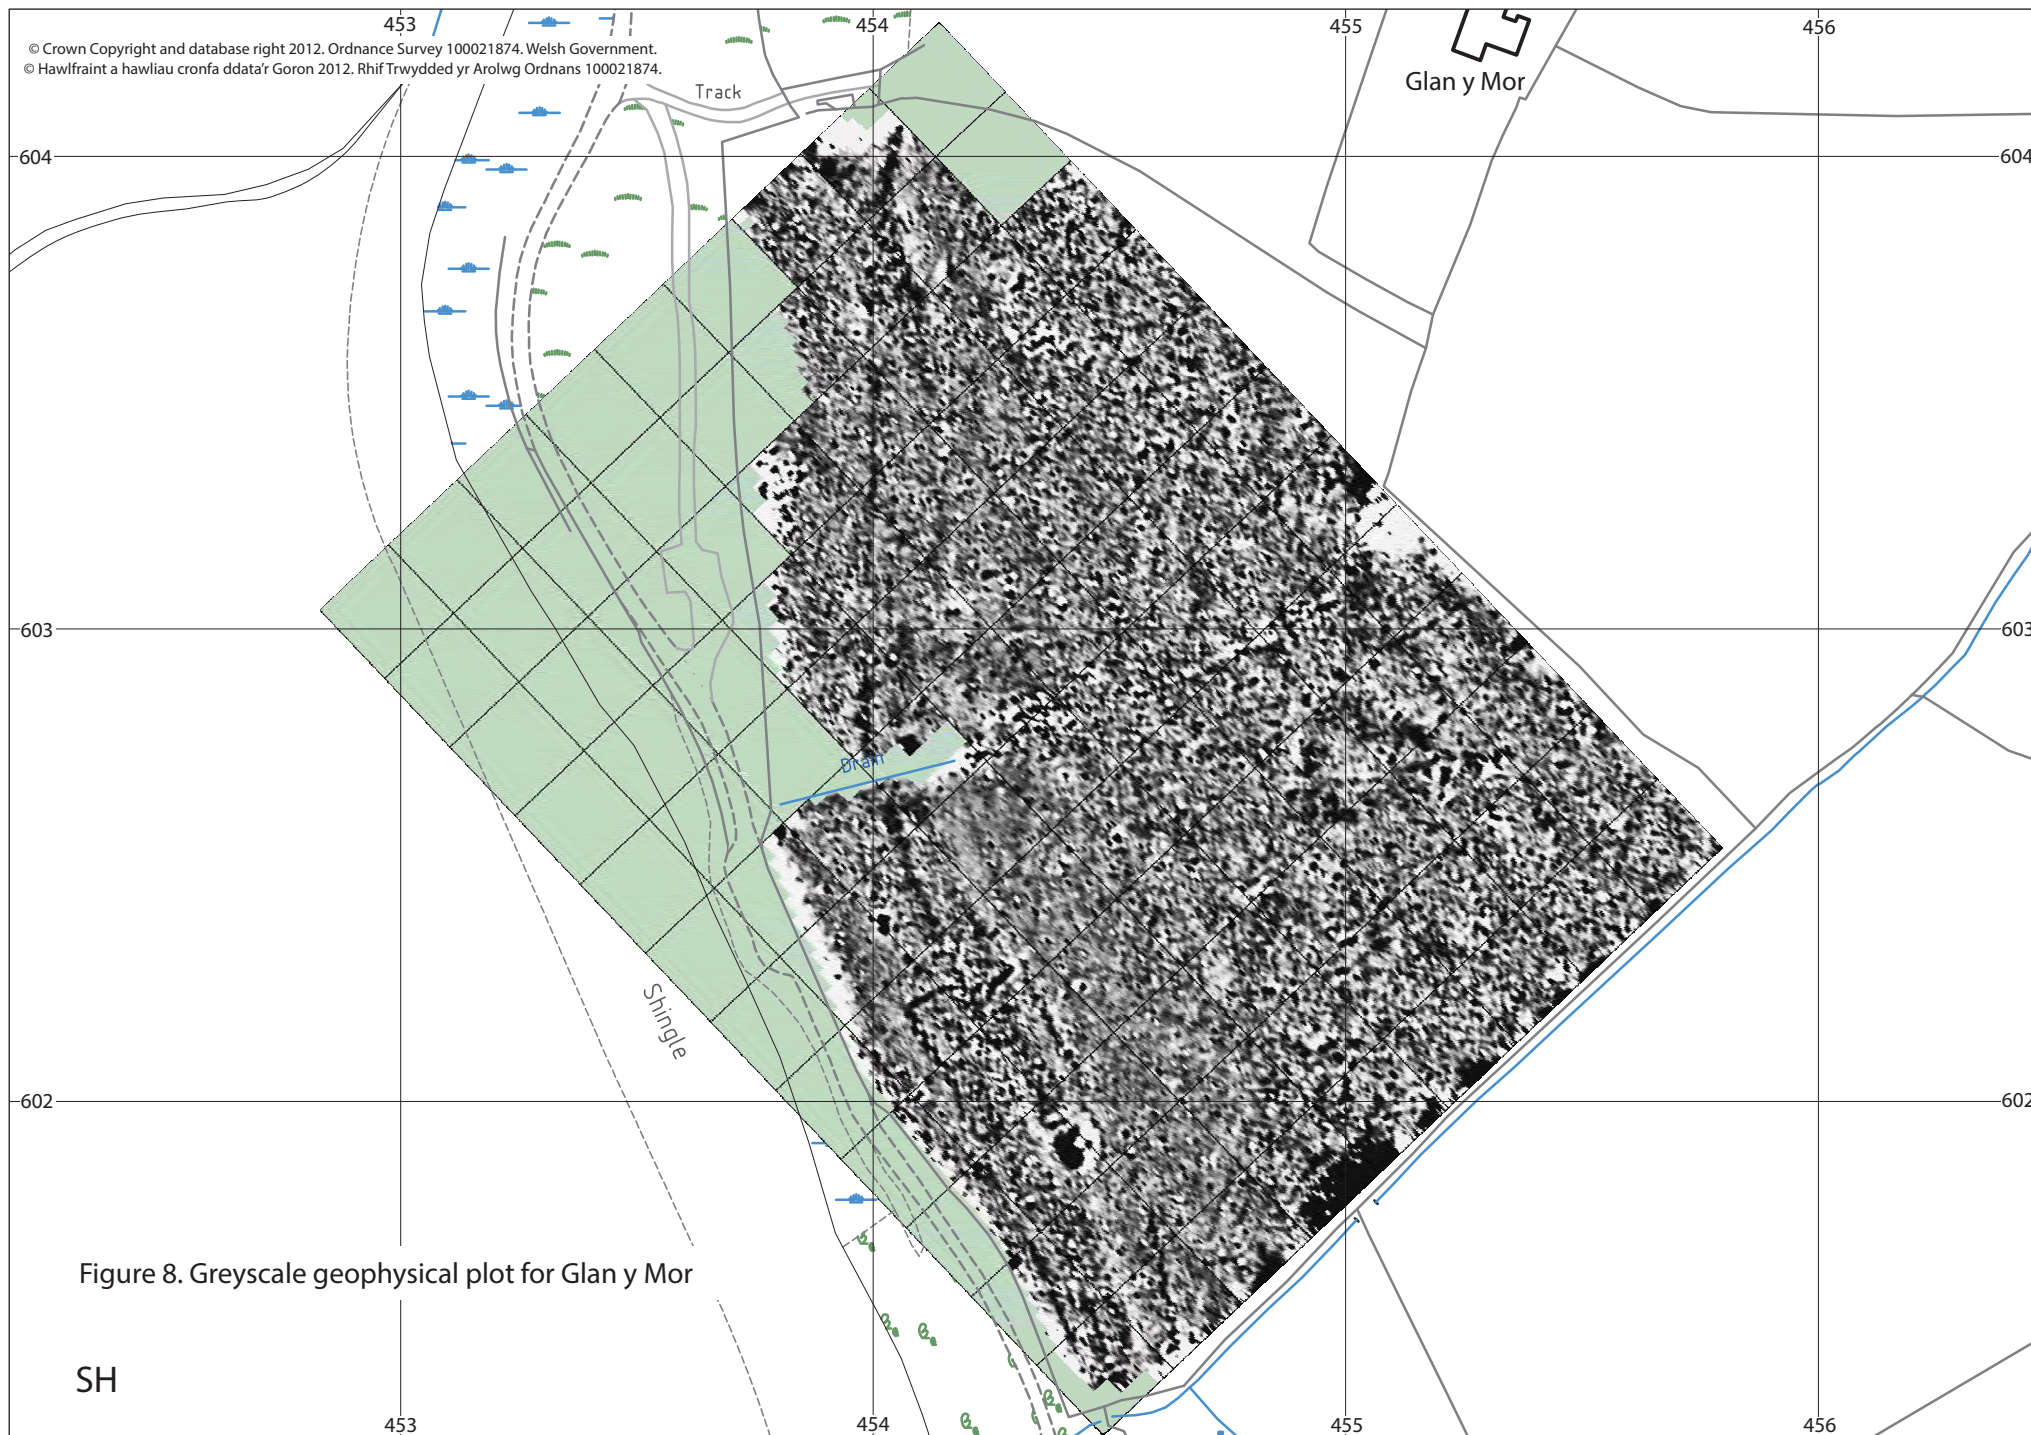 453
454
455
456
© Crown Copyright and database right 2012. Ordnance Survey 100021874. Welsh Government.
© Hawlfraint a hawliau cronfa ddata'r Goron 2012. Rhif Trwydded yr Arolwg Ordnans 100021874.
Track
Glan y Mor
604
604
603
603
Drain
Shingle
602
602
Figure 8. Greyscale geophysical plot for Glan y Mor
SH
453
454
455
456